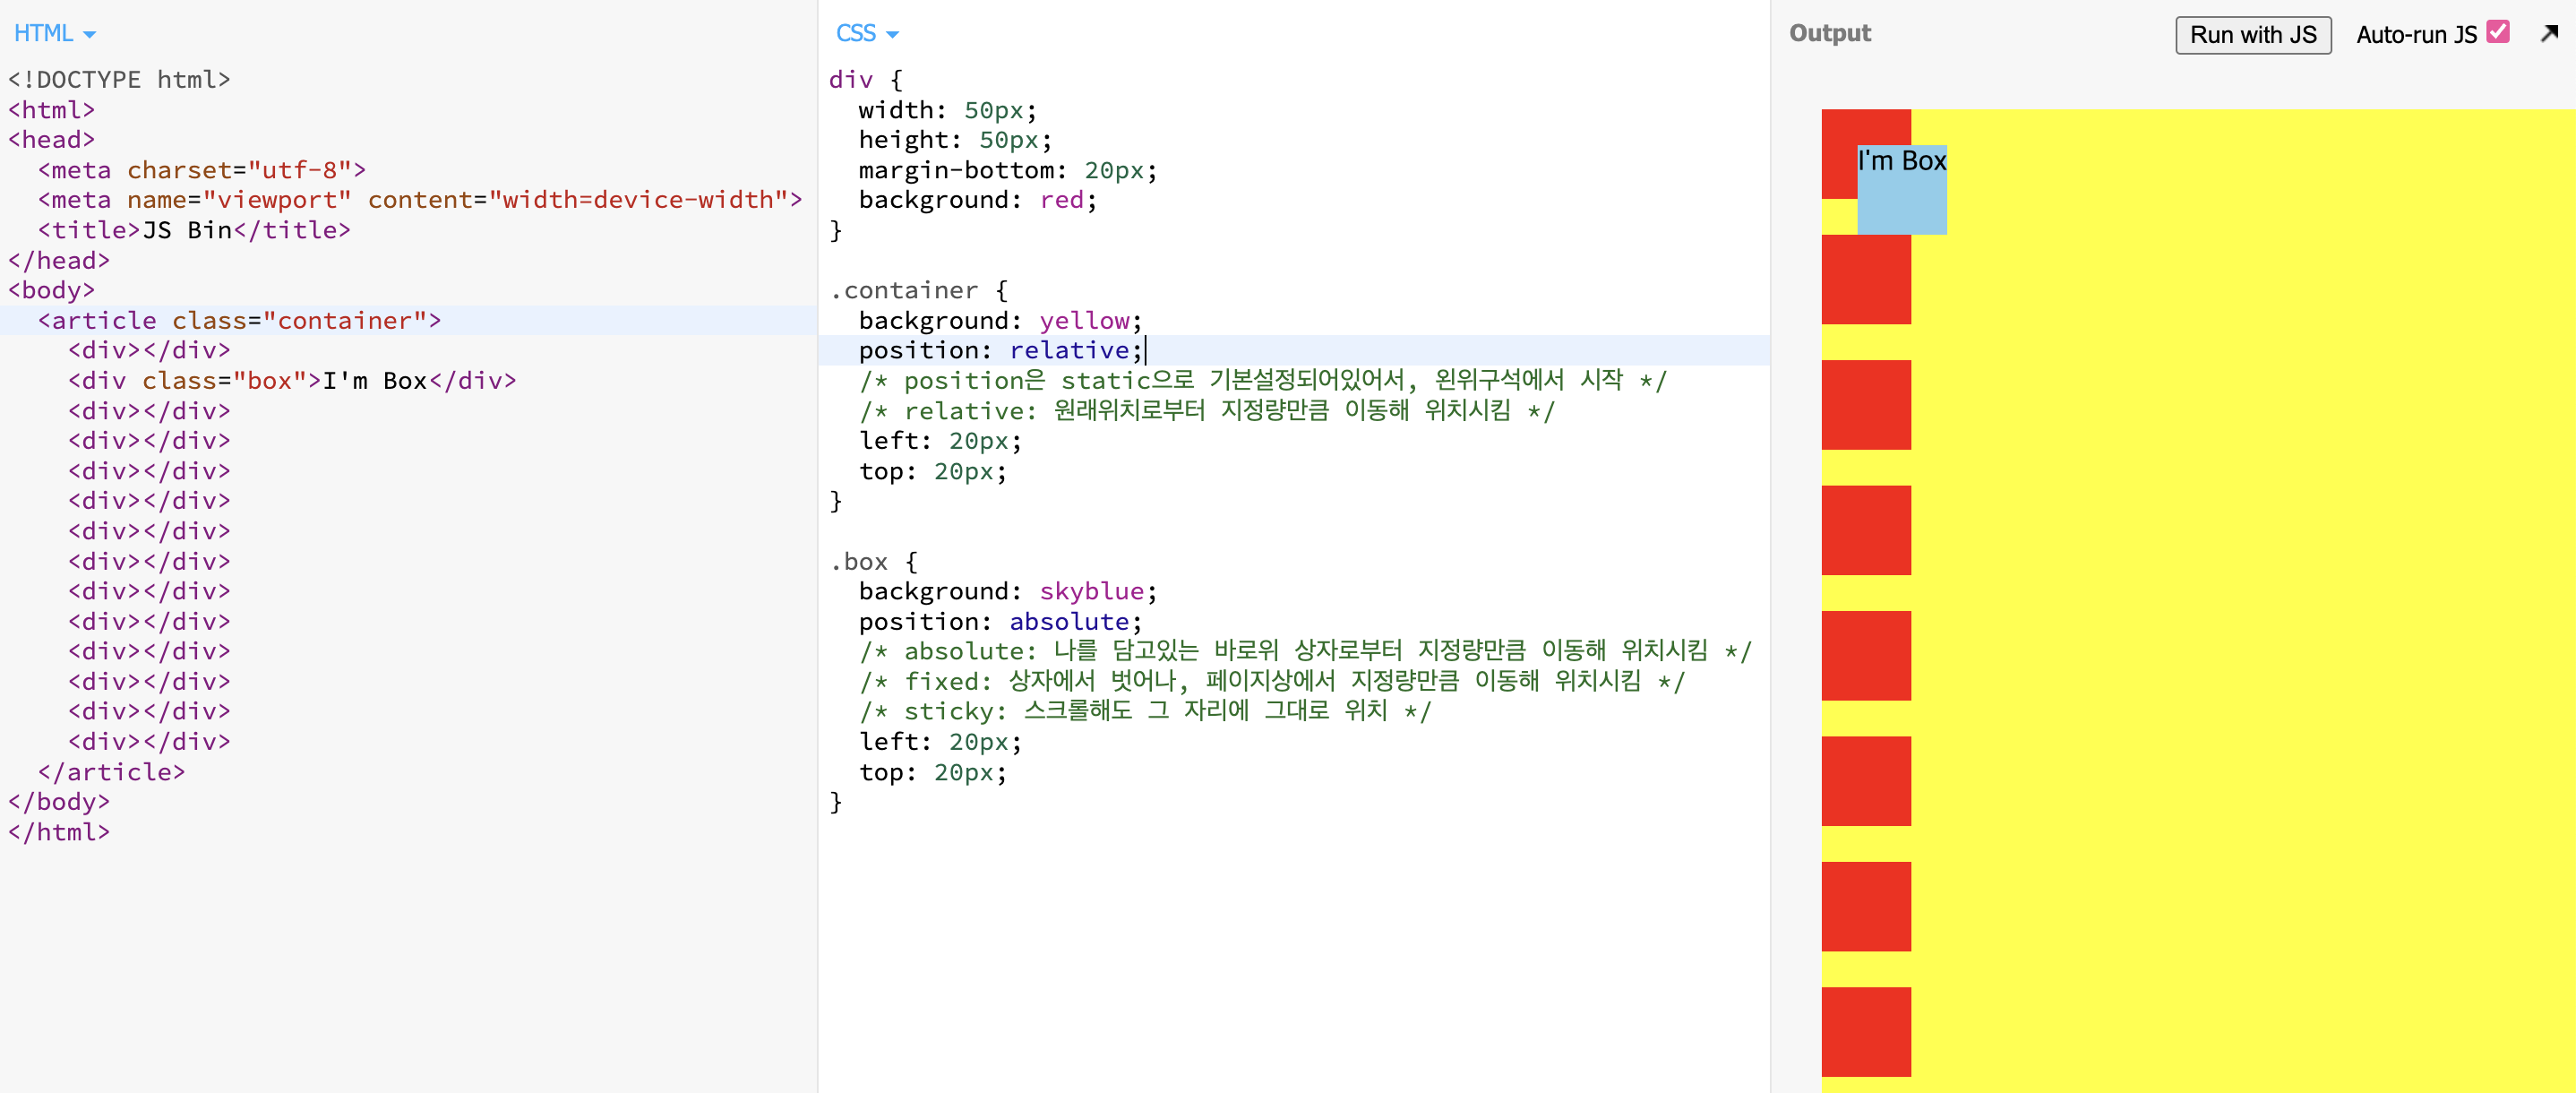 HTML
<!DOCTYPE html>
<html>
<head>
  <meta charset="utf-8">
  <meta name="viewport" content="width=device-width">
  <title>JS Bin</title>
</head>
<body>
  <article class="container">
    <div></div>
    <div class="box">I'm Box</div>
    <div></div>
    <div></div>
    <div></div>
    <div></div>
    <div></div>
    <div></div>
    <div></div>
    <div></div>
    <div></div>
    <div></div>
    <div></div>
    <div></div>
  </article>
</body>
</html>
CSS
div {
  width: 50px;
  height: 50px;
  margin-bottom: 20px;
  background: red;
}
.container {
  background: yellow;
  position: relative;
  /* position은 static으로 기본설정되어있어서, 왼위구석에서 시작 */
  /* relative: 원래위치로부터 지정량만큼 이동해 위치시킴 */
  left: 20px;
  top: 20px;
}
.box {
  background: skyblue;
  position: absolute;
  /* absolute: 나를 담고있는 바로위 상자로부터 지정량만큼 이동해 위치시킴 */
  /* fixed: 상자에서 벗어나, 페이지상에서 지정량만큼 이동해 위치시킴 */
  /* sticky: 스크롤해도 그 자리에 그대로 위치 */
  left: 20px;
  top: 20px;
}
Output
Run with JS
Auto-run JS
I'm Box